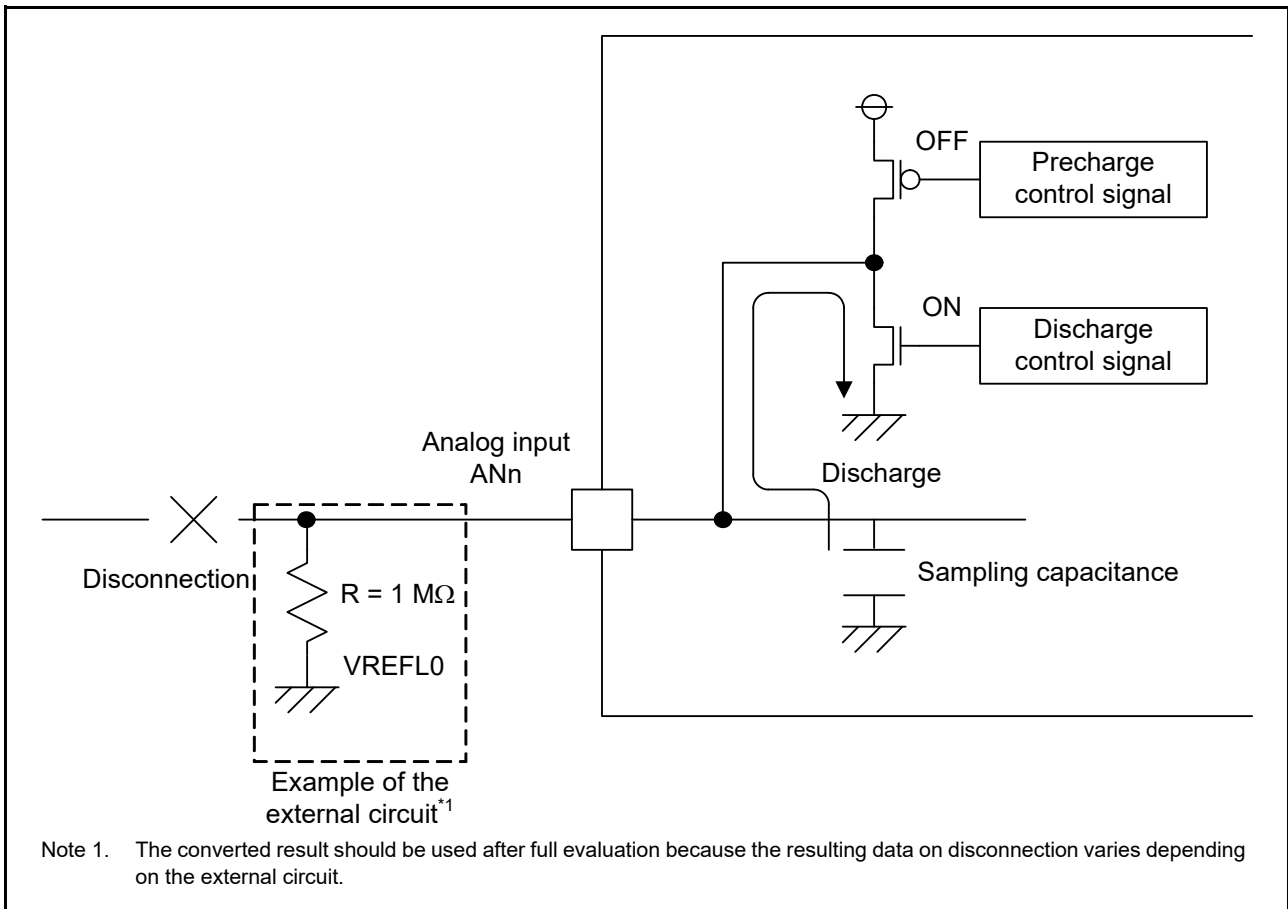 OFF
Precharge
control signal
ON
Discharge
control signal
Analog input
ANn
Discharge
Disconnection
R = 1 MΩ
Sampling capacitance
VREFL0
Example of the
external circuit*1
Note 1. The converted result should be used after full evaluation because the resulting data on disconnection varies depending
on the external circuit.